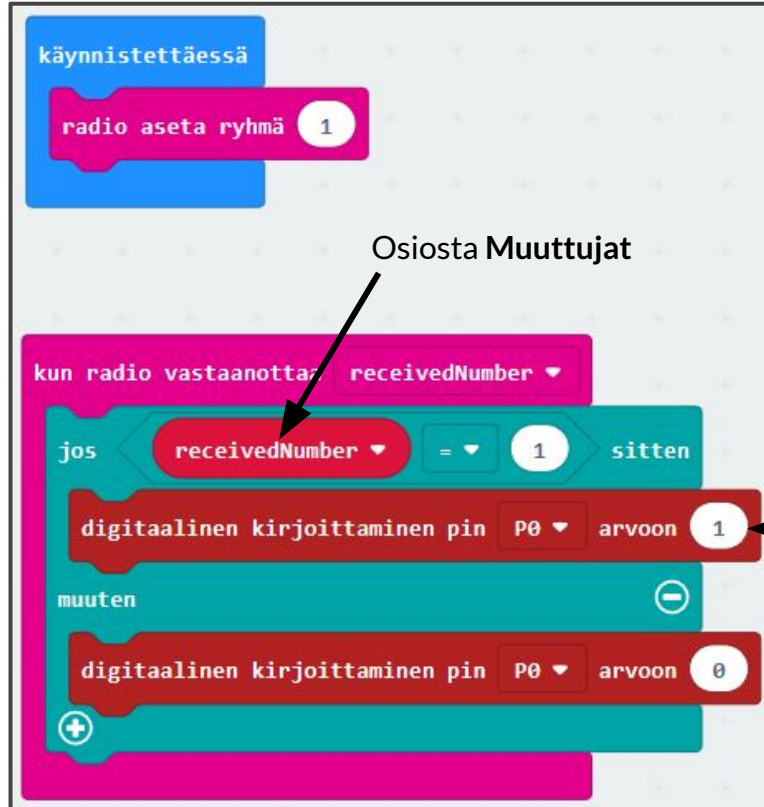 käynnistettäessä
radio aseta ryhmä 1
Osiosta Muuttujat
kun radio vastaanottaa receivedNumber
jos receivedNumber = 1 sitten
digitaalinen kirjoittaminen pin P0 arvoon 1
muuten
digitaalinen kirjoittaminen pin P0 arvoon 0